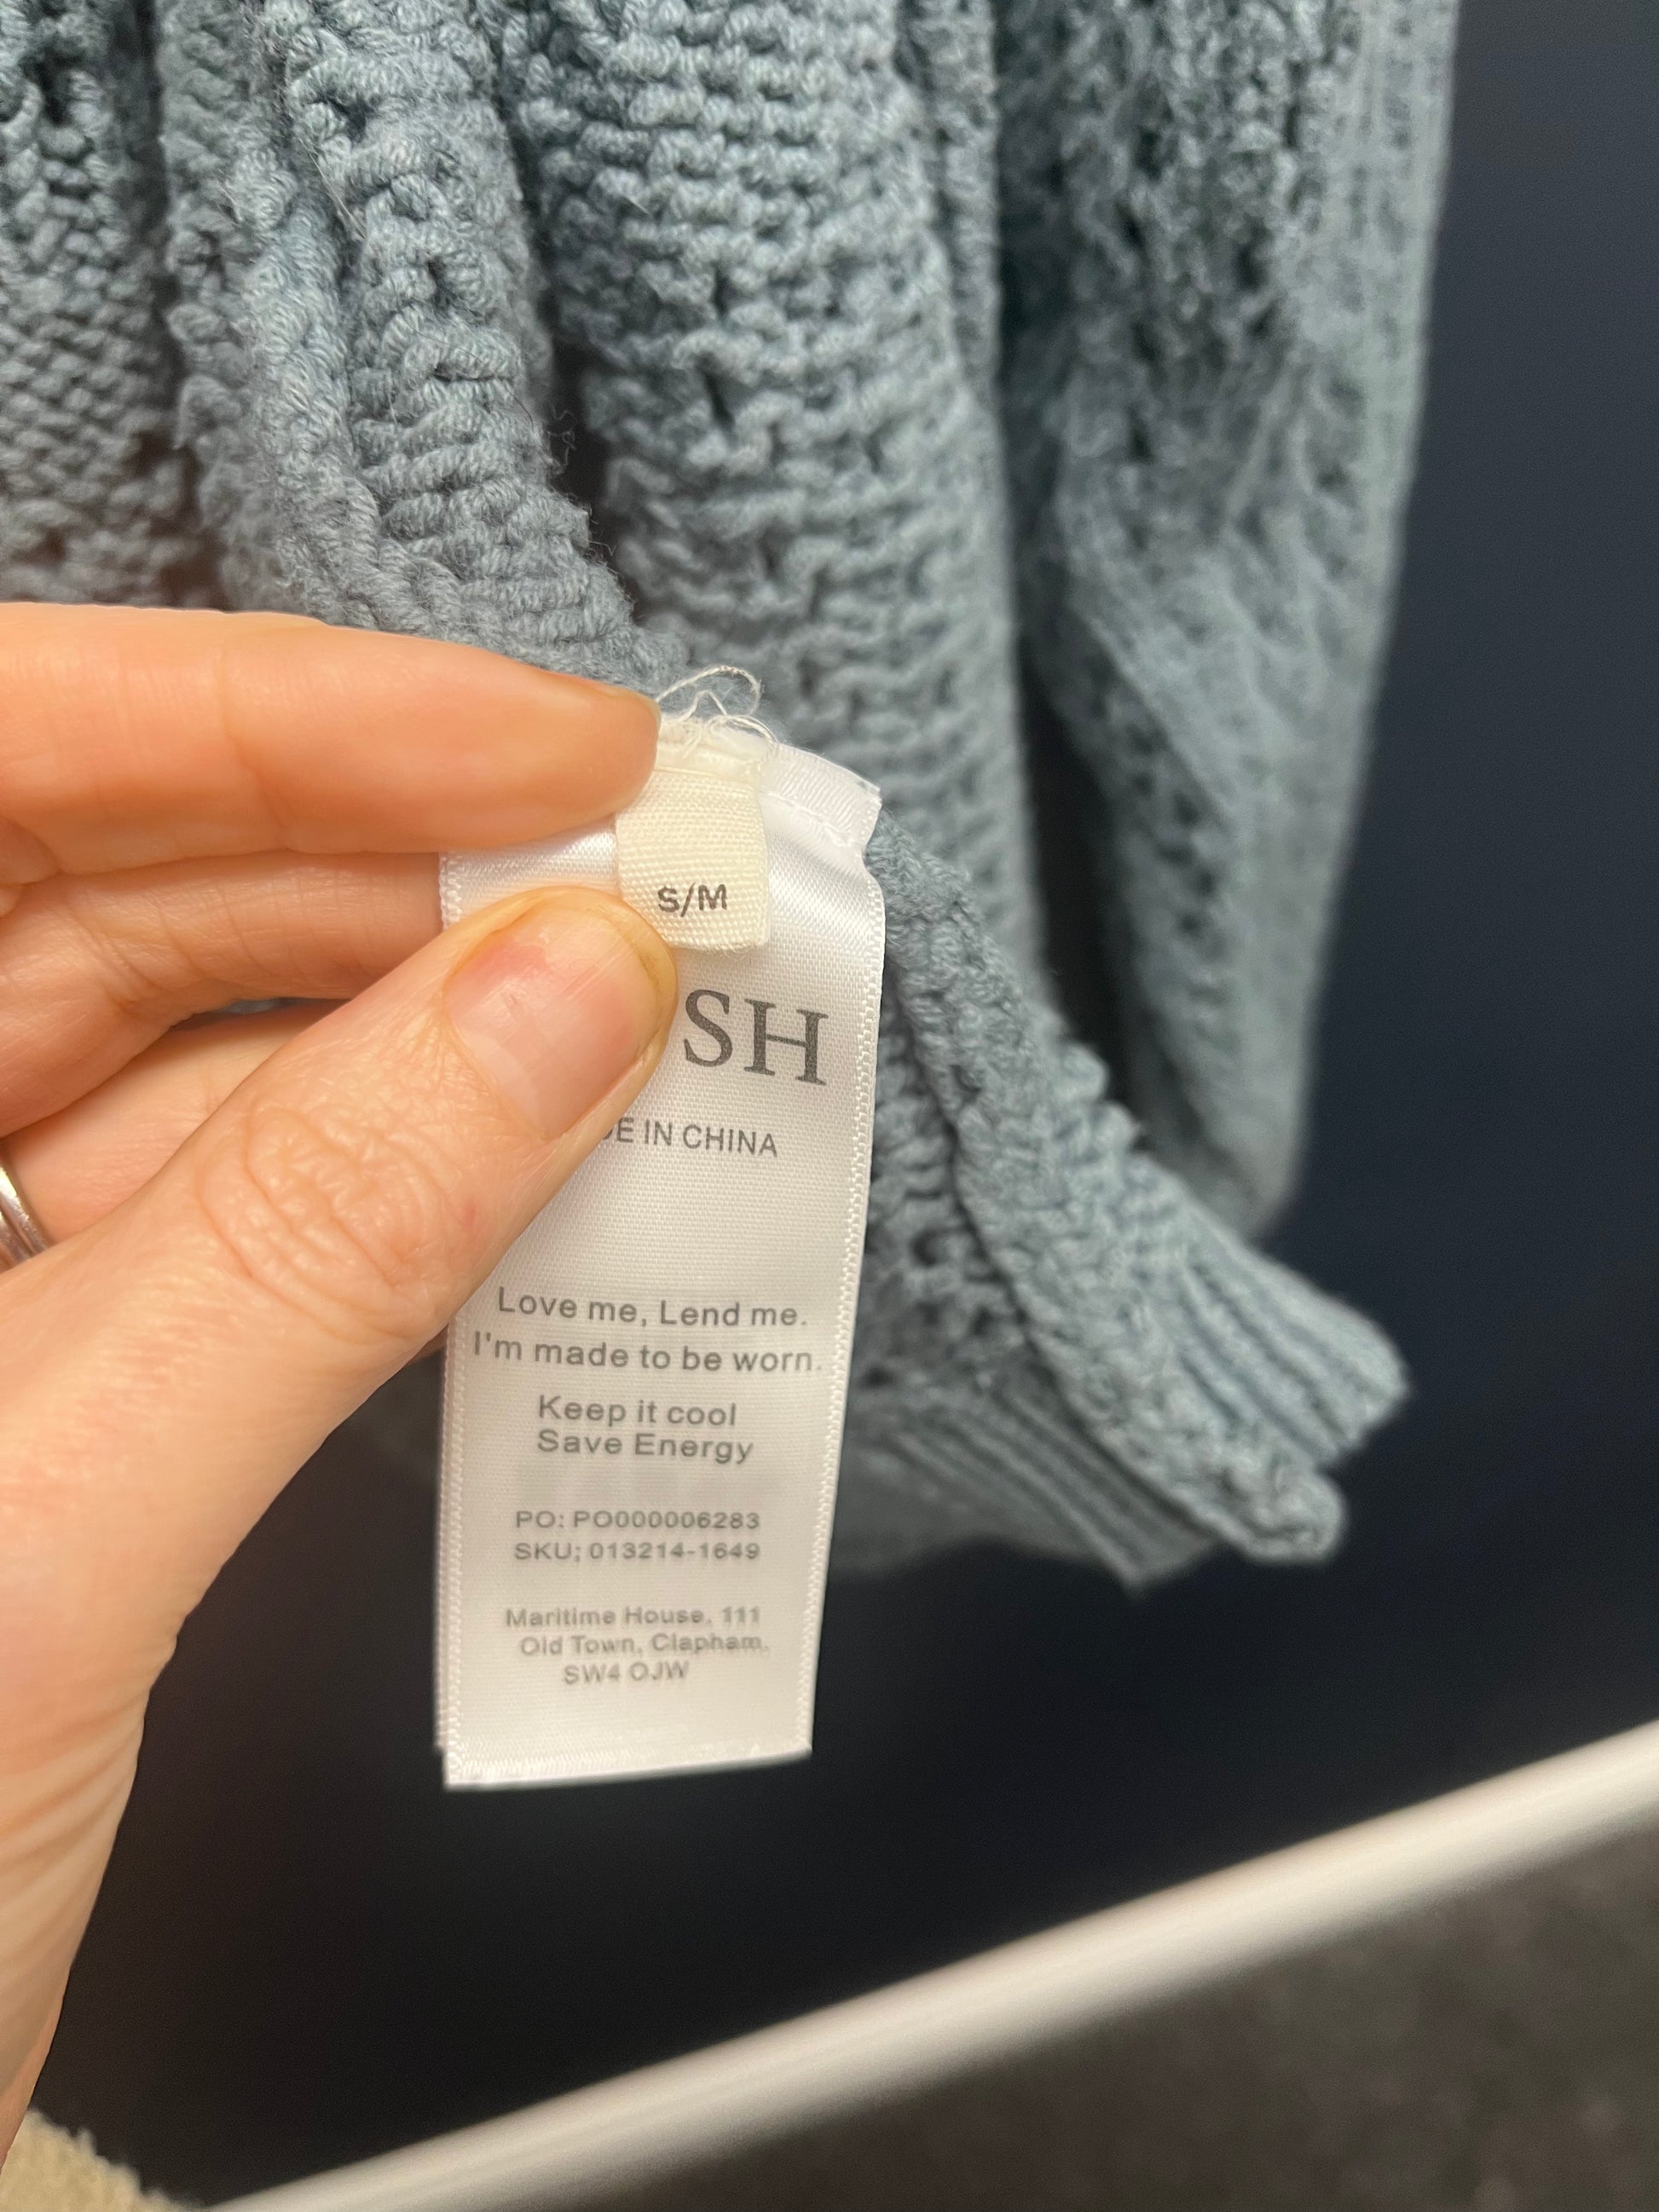 S/M
SH
DE IN CHINA
Love me, Lend me.
I'm made to be worn.
Keep it cool
Save Energy
PO: PO000006283
SKU; 013214-1649
Maritime House, 111
Old Town, Clapham,
SW4 OJW